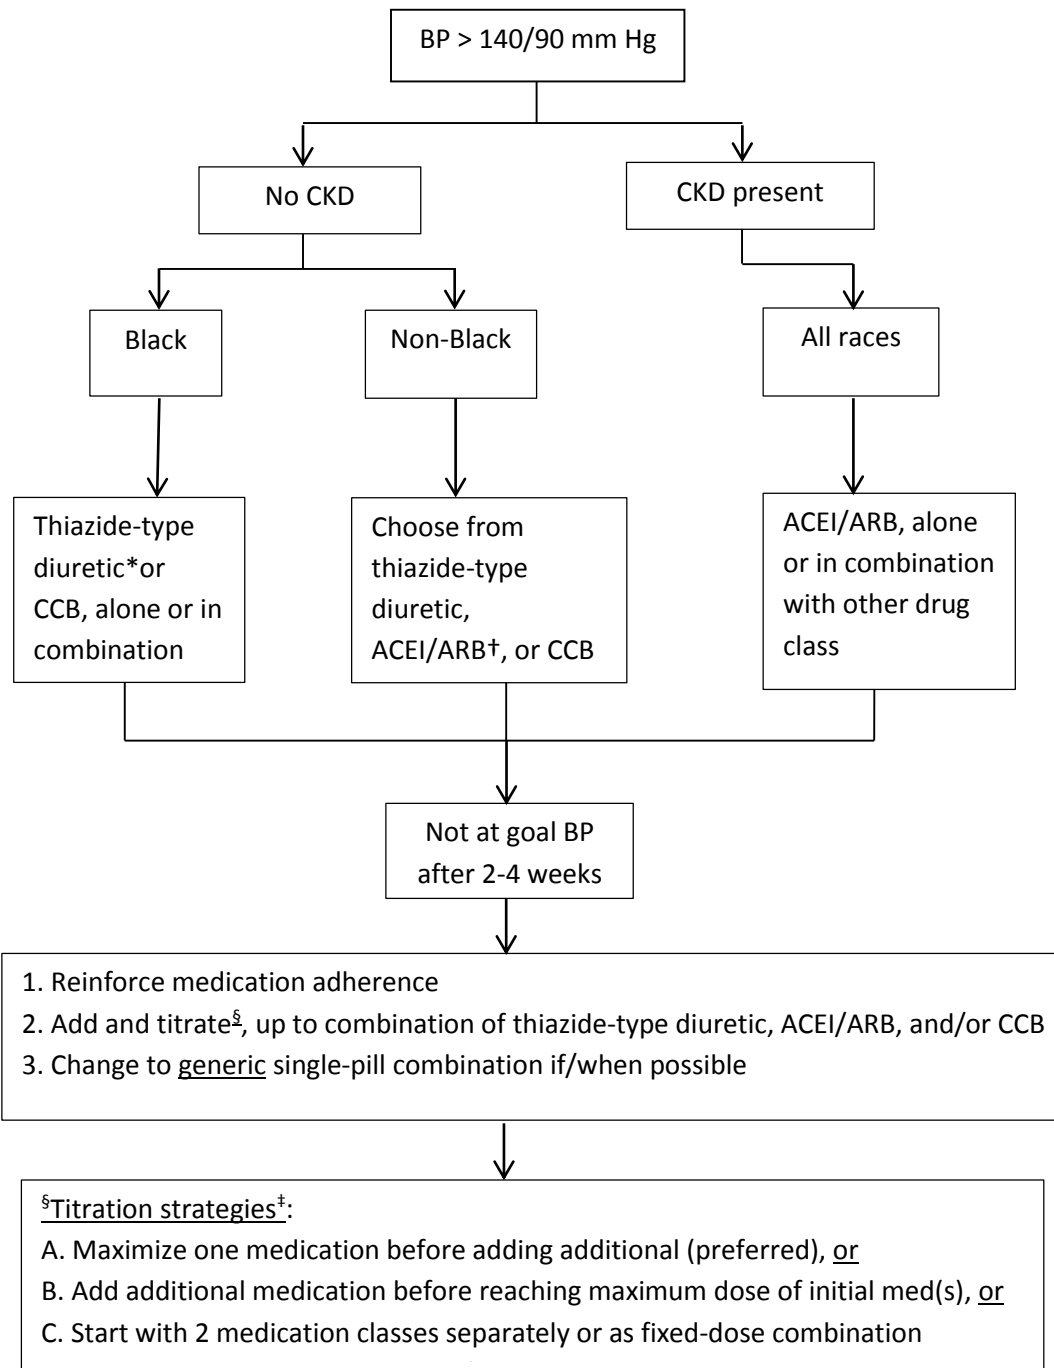 BP > 140/90 mm Hg
No CKD
CKD present
Black
Non-Black
All races
Thiazide-type
diuretic*or
CCB, alone or in
combination
Choose from
thiazide-type
diuretic,
ACEI/ARB†, or CCB
ACEI/ARB, alone
or in combination
with other drug
class
Not at goal BP
after 2-4 weeks
1. Reinforce medication adherence
2. Add and titrate§, up to combination of thiazide-type diuretic, ACEI/ARB, and/or CCB
3. Change to generic single-pill combination if/when possible
§Titration strategies‡:
A. Maximize one medication before adding additional (preferred), or
B. Add additional medication before reaching maximum dose of initial med(s), or
C. Start with 2 medication classes separately or as fixed-dose combination